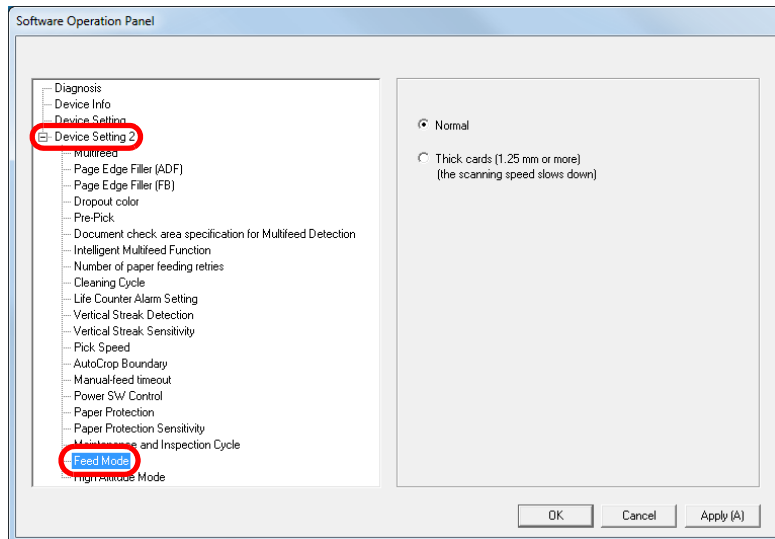 Software Operation Panel
Diagnosis
Device Info
Device Setting
Device Setting 2
Multifeed
Page Edge Filler (ADF)
Page Edge Filler (FB)
Dropout color
Pre-Pick
Document check area specification for Multifeed Detection
Intelligent Multifeed Function
Number of paper feeding retries
Cleaning Cycle
Life Counter Alarm Setting
Vertical Streak Detection
Vertical Streak Sensitivity
Pick Speed
AutoCrop Boundary
Manual-feed timeout
Power SW Control
Paper Protection
Paper Protection Sensitivity
Maintenance and Inspection Cycle
Feed Mode
High Altitude Mode
Normal
Thick cards (1.25 mm or more)
(the scanning speed slows down)
OK Cancel Apply (A)